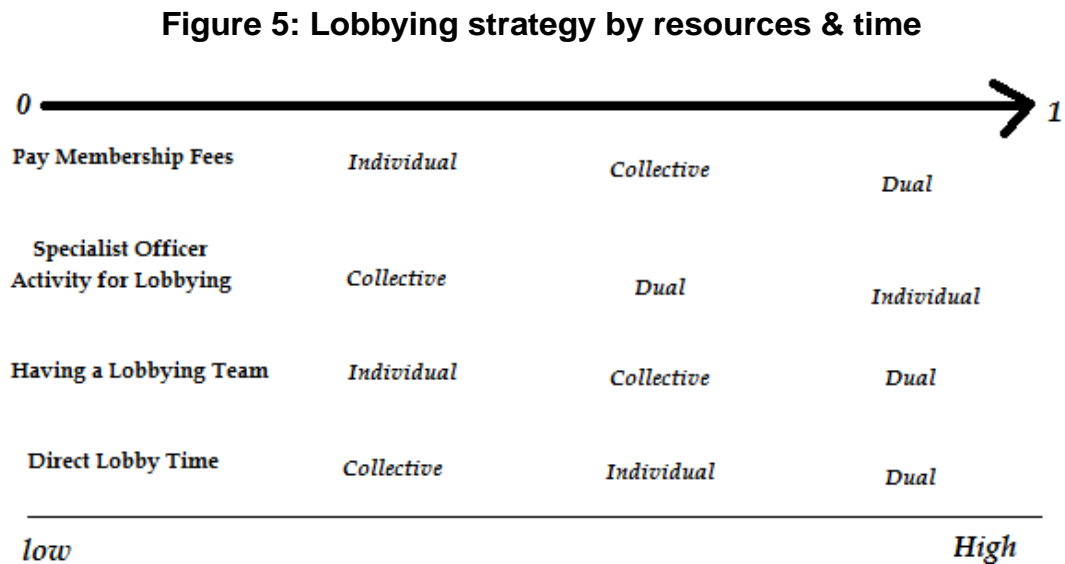 Figure 5: Lobbying strategy by resources & time
0 1
Pay Membership Fees Individual Collective Dual
Specialist Officer
Activity for Lobbying Collective Dual Individual
Having a Lobbying Team Individual Collective Dual
Direct Lobby Time Collective Individual Dual
low High